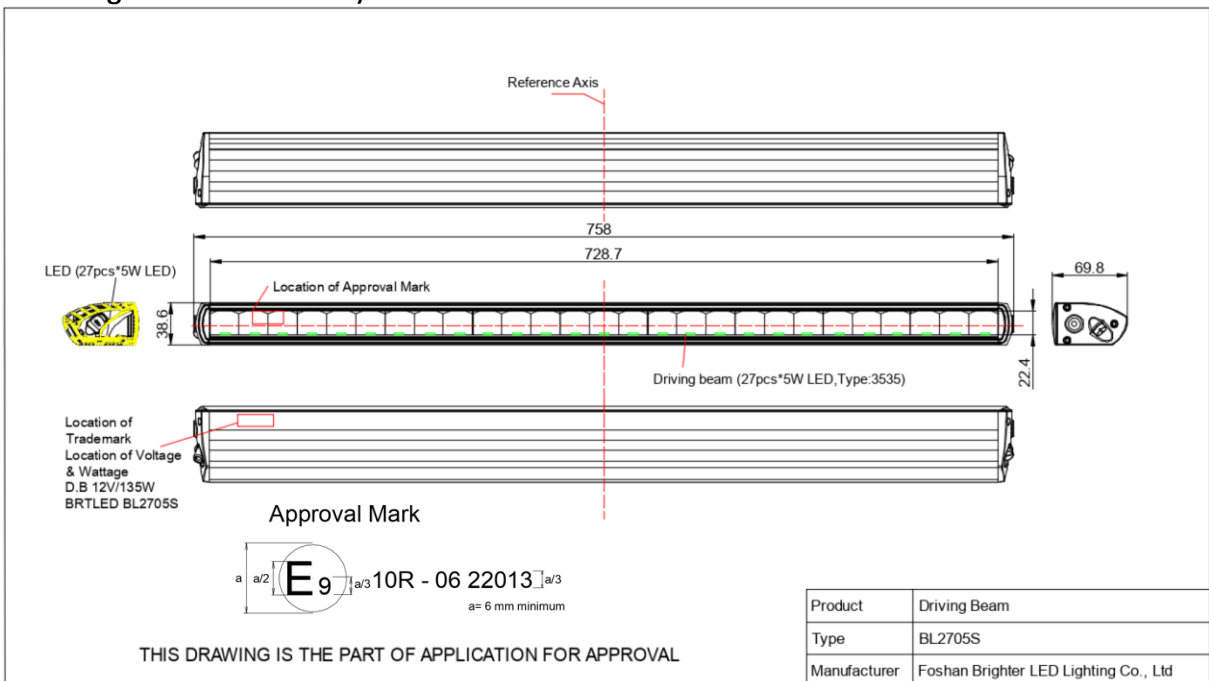 Reference Axis
758
728.7
LED (27pcs*5W LED)
Location of Approval Mark
69.8
38.6
22.4
Driving beam (27pcs*5W LED,Type:3535)
Location of
Trademark
Location of Voltage
& Wattage
D.B 12V/135W
BRTLED BL2705S
Approval Mark
a a/2 E 9 a/3 10R - 06 22013 a/3
a= 6 mm minimum
THIS DRAWING IS THE PART OF APPLICATION FOR APPROVAL
Product Driving Beam
Type BL2705S
Manufacturer Foshan Brighter LED Lighting Co., Ltd